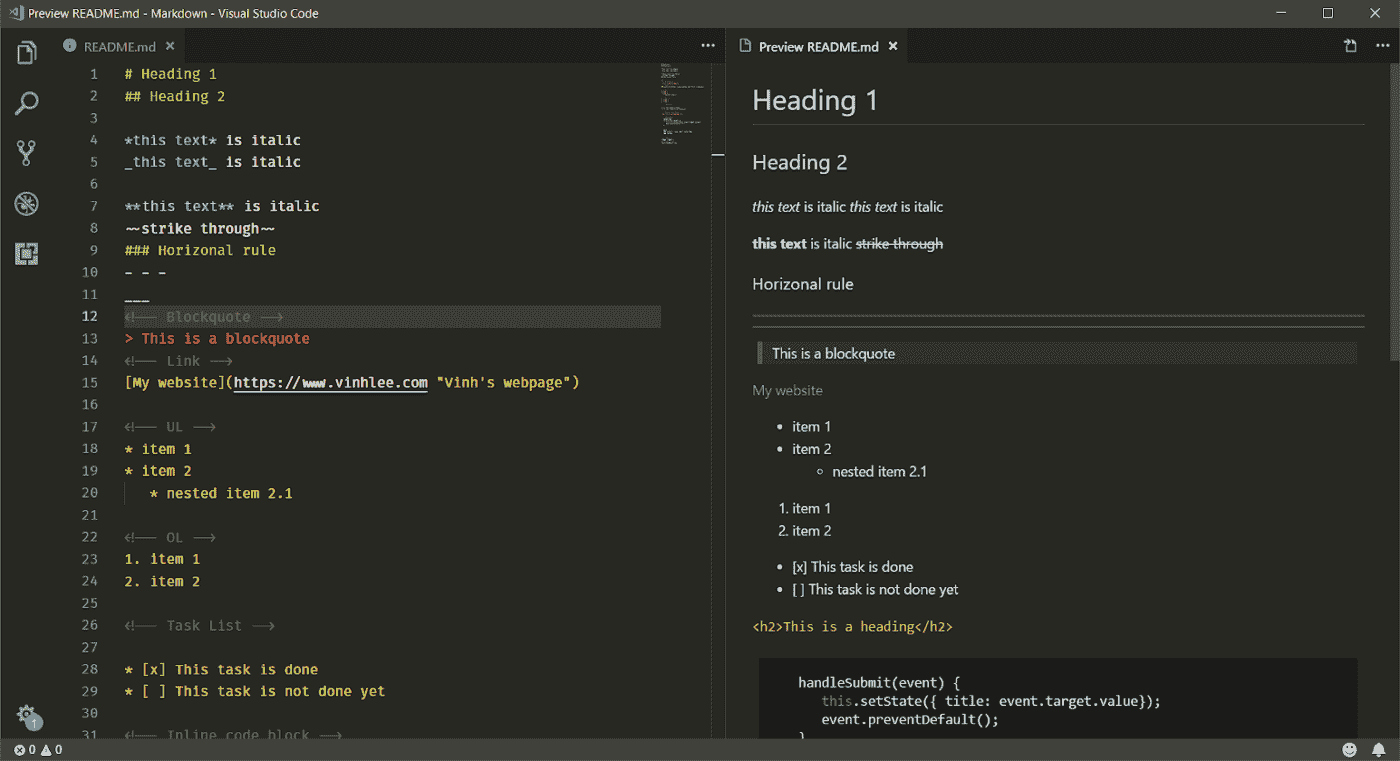 Preview README.md - Markdown - Visual Studio Code
README.md
1 # Heading 1
2 ## Heading 2
3
4 *this text* is italic
5 _this text_ is italic
6
7 **this text** is italic
8 ~~strike through~~
9 ### Horizonal rule
10 - - -
11 ___
12 <!-- Blockquote -->
13 > This is a blockquote
14 <!-- Link -->
15 [My website](https://www.vinhlee.com "Vinh's webpage")
16
17 <!-- UL -->
18 * item 1
19 * item 2
20 * nested item 2.1
21
22 <!-- OL -->
23 1. item 1
24 2. item 2
25
26 <!-- Task List -->
27
28 * [x] This task is done
29 * [ ] This task is not done yet
30
31 <!-- Inline code block -->
Preview README.md
Heading 1
Heading 2
this text is italic this text is italic
this text is italic strike through
Horizonal rule
This is a blockquote
My website
• item 1
• item 2
◦ nested item 2.1
1. item 1
2. item 2
• [x] This task is done
• [ ] This task is not done yet
<h2>This is a heading</h2>
handleSubmit(event) {
this.setState({ title: event.target.value});
event.preventDefault();
}
1
0 0